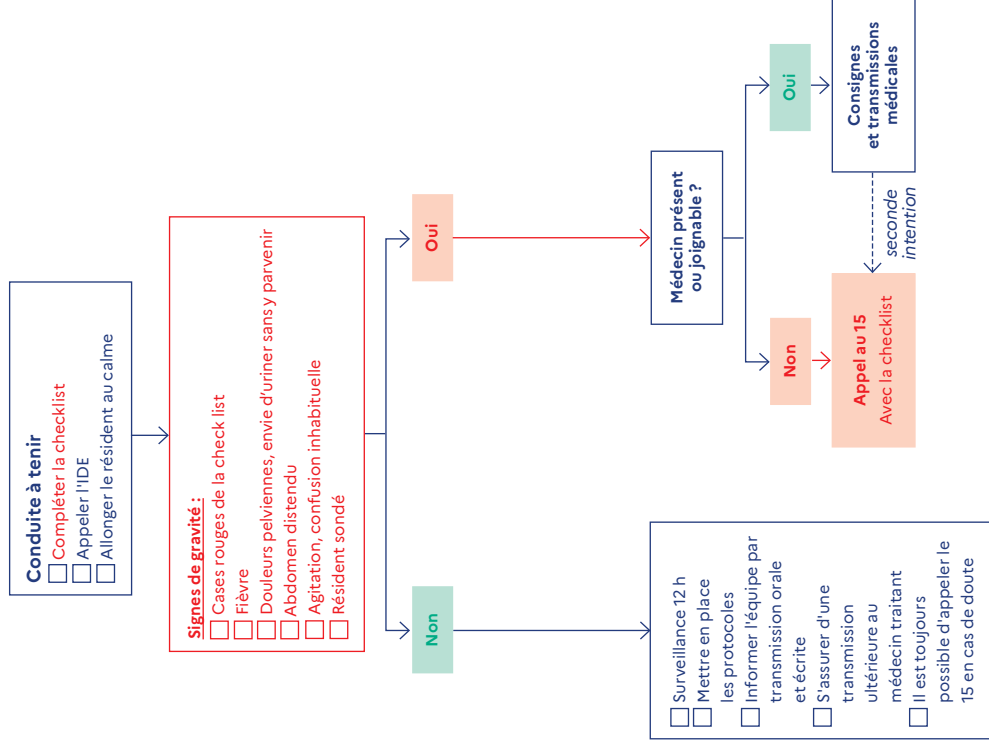 Conduite à tenir
Compléter la checklist
Appeler l'IDE
Allonger le résident au calme
Signes de gravité :
Cases rouges de la check list
Fièvre
Douleurs pelviennes, envie d'uriner sans y parvenir
Abdomen distendu
Agitation, confusion inhabituelle
Résident sondé
Non
Oui
Surveillance 12 h
Mettre en place
les protocoles
Informer l'équipe par
transmission orale
et écrite
S'assurer d'une
transmission
ultérieure au
médecin traitant
Il est toujours
possible d'appeler le
15 en cas de doute
Médecin présent
ou joignable ?
Non
Oui
Appel au 15
Avec la checklist
seconde
intention
Consignes
et transmissions
médicales